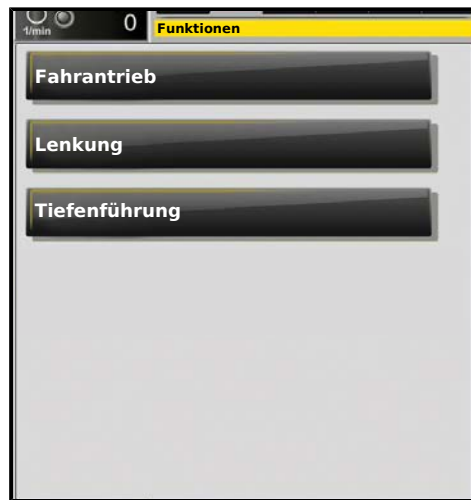 1/min
0
Funktionen
Fahrantrieb
Lenkung
Tiefenführung